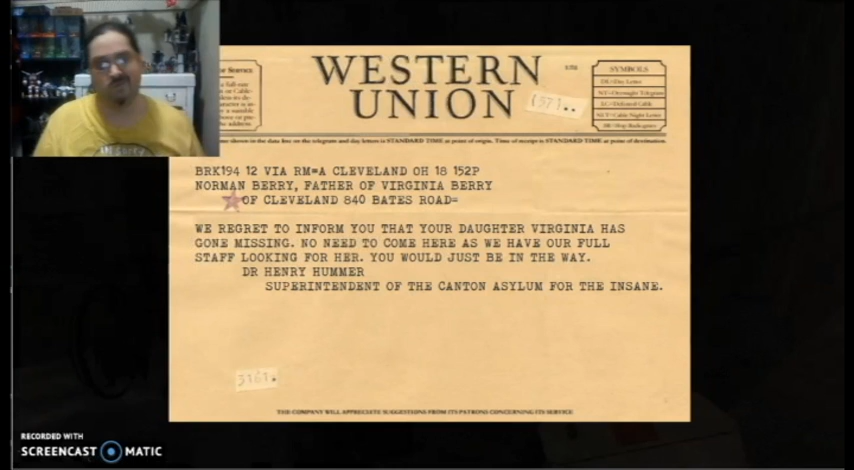 WESTERN
UNION
SYMBOLS
(57)..
BRK194 12 VIA RM=A CLEVELAND OH 18 152P
NORMAN BERRY, FATHER OF VIRGINIA BERRY
OF CLEVELAND 840 BATES ROAD=
WE REGRET TO INFORM YOU THAT YOUR DAUGHTER VIRGINIA HAS
GONE MISSING. NO NEED TO COME HERE AS WE HAVE OUR FULL
STAFF LOOKING FOR HER. YOU WOULD JUST BE IN THE WAY.
DR HENRY HUMMER
SUPERINTENDENT OF THE CANTON ASYLUM FOR THE INSANE.
THE COMPANY WILL APPRECIATE SUGGESTIONS FROM ITS PATRONS CONCERNING ITS SERVICE
RECORDED WITH
SCREENCAST MATIC